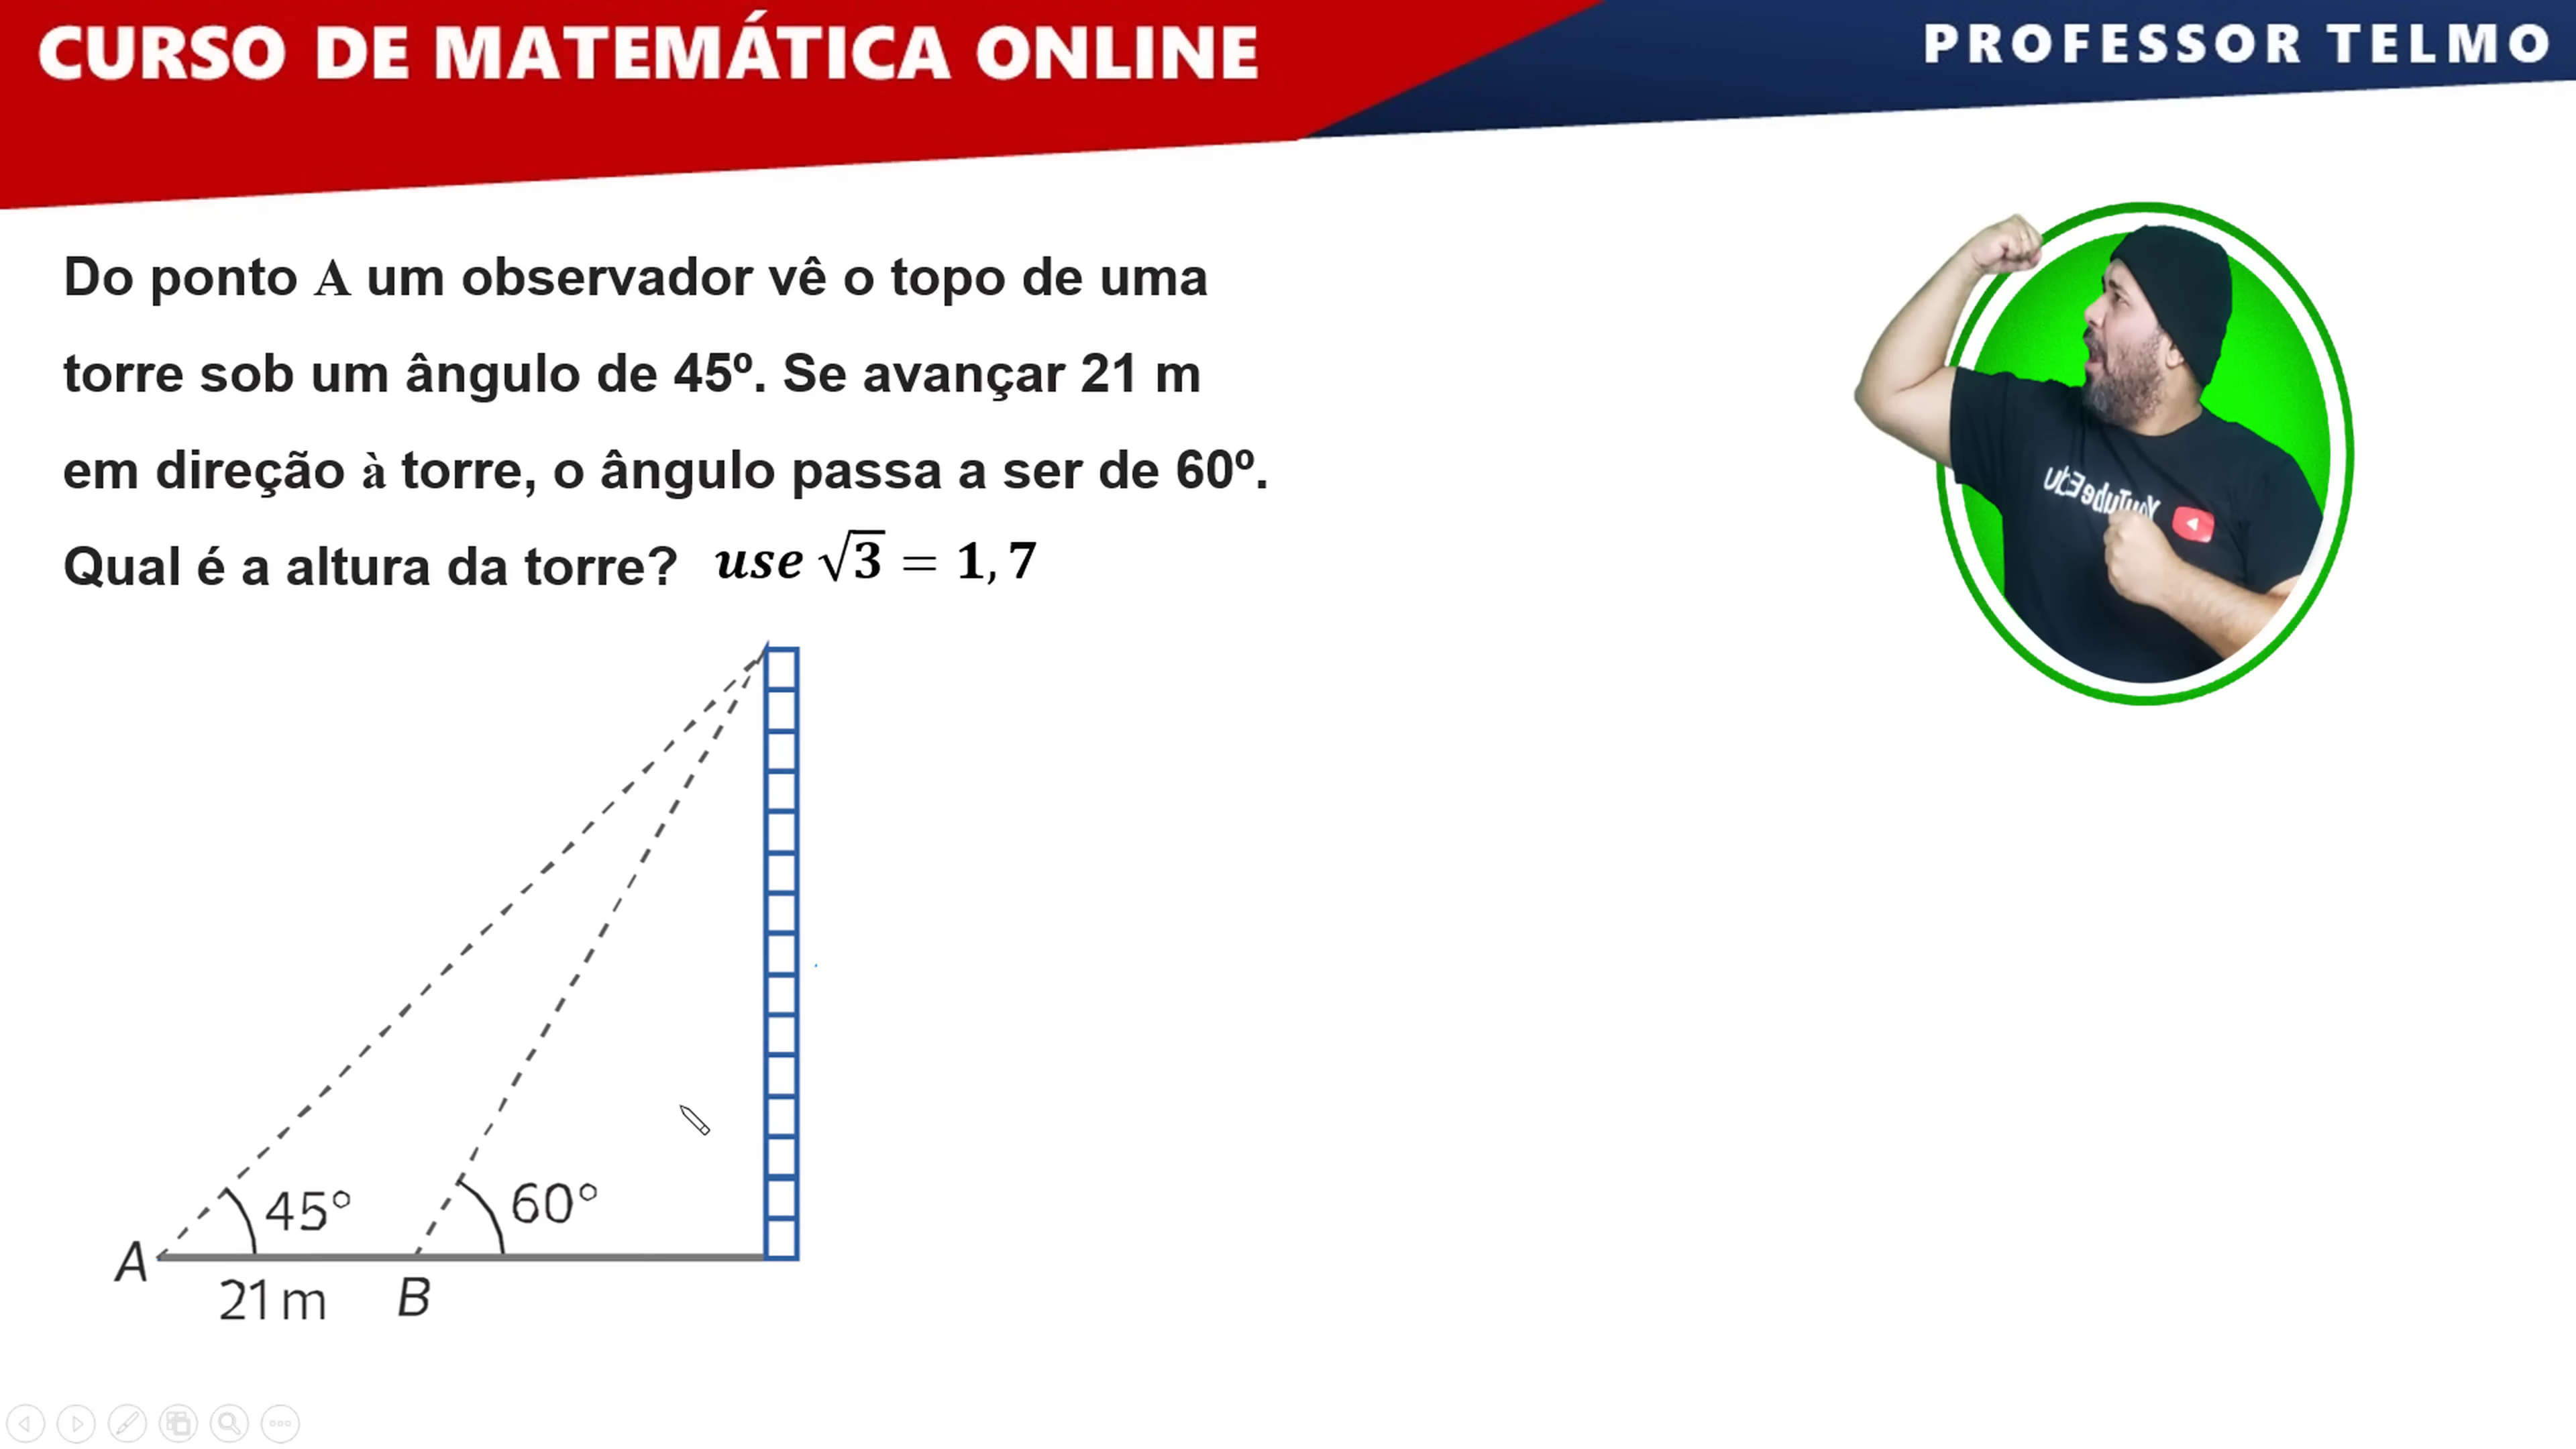 CURSO DE MATEMÁTICA ONLINE
PROFESSOR TELMO
Do ponto A um observador vê o topo de uma
torre sob um ângulo de 45º. Se avançar 21 m
em direção à torre, o ângulo passa a ser de 60º.
Qual é a altura da torre? use √3 = 1,7
YouTubeEdu
45°
60°
A
21 m
B